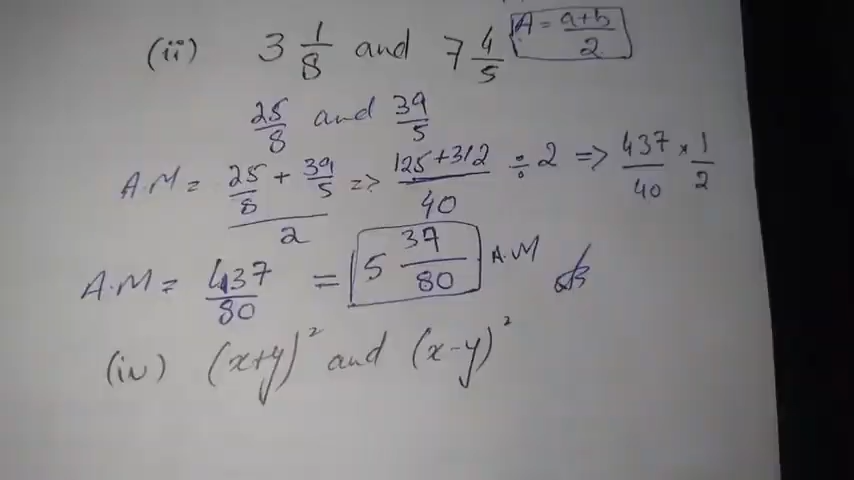 (ii) 3 1/8 and 7 4/5 A = a+b/2
25/8 and 39/5
A.M = 25/8 + 39/5 / 2 => 125+312/40 ÷ 2 => 437/40 × 1/2
A.M = 437/80 = 5 37/80 A.M
(iv) (x+y)² and (x-y)²